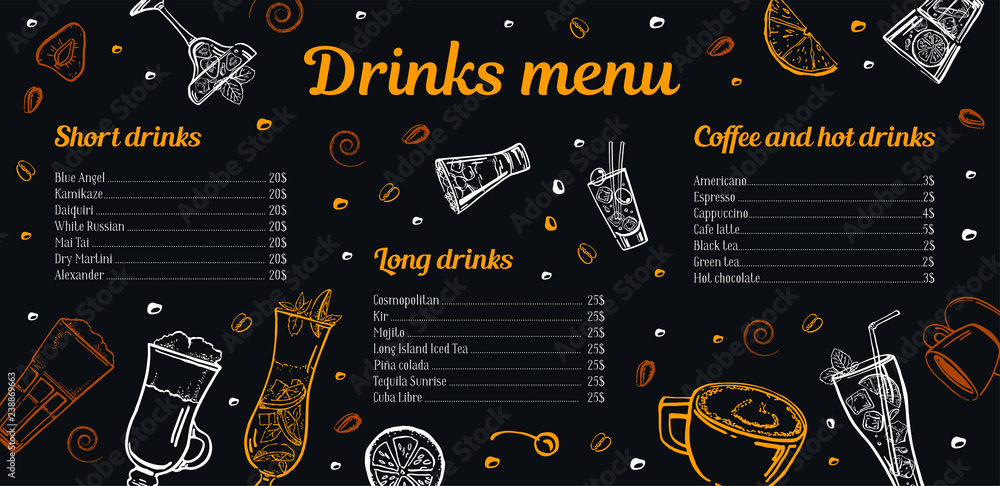 Drinks menu
Short drinks
Blue Angel 20$
Kamikaze 20$
Daiquiri 20$
White Russian 20$
Mai Tai 20$
Dry Martini 20$
Alexander 20$
Long drinks
Cosmopolitan 25$
Kir 25$
Mojito 25$
Long Island Iced Tea 25$
Piña colada 25$
Tequila Sunrise 25$
Cuba Libre 25$
Coffee and hot drinks
Americano 3$
Espresso 2$
Cappuccino 4$
Cafe latte 5$
Black tea 2$
Green tea 2$
Hot chocolate 3$
Adobe Stock | #238869663